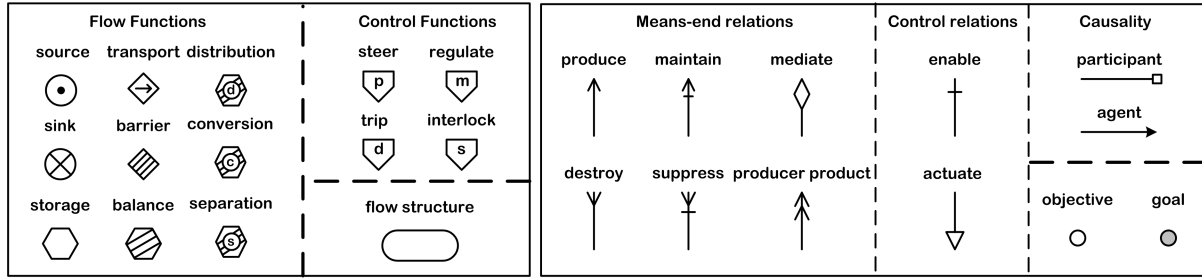 Flow Functions
source transport distribution
d
sink barrier conversion
c
storage balance separation
s
Control Functions
steer regulate
p m
trip interlock
d s
flow structure
Means-end relations
produce maintain mediate
destroy suppress producer product
Control relations
enable
actuate
Causality
participant
agent
objective goal